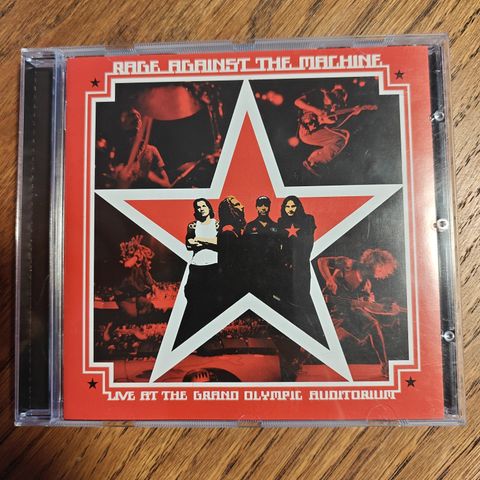 RAGE AGAINST THE MACHINE
LIVE AT THE GRAND OLYMPIC AUDITORIUM